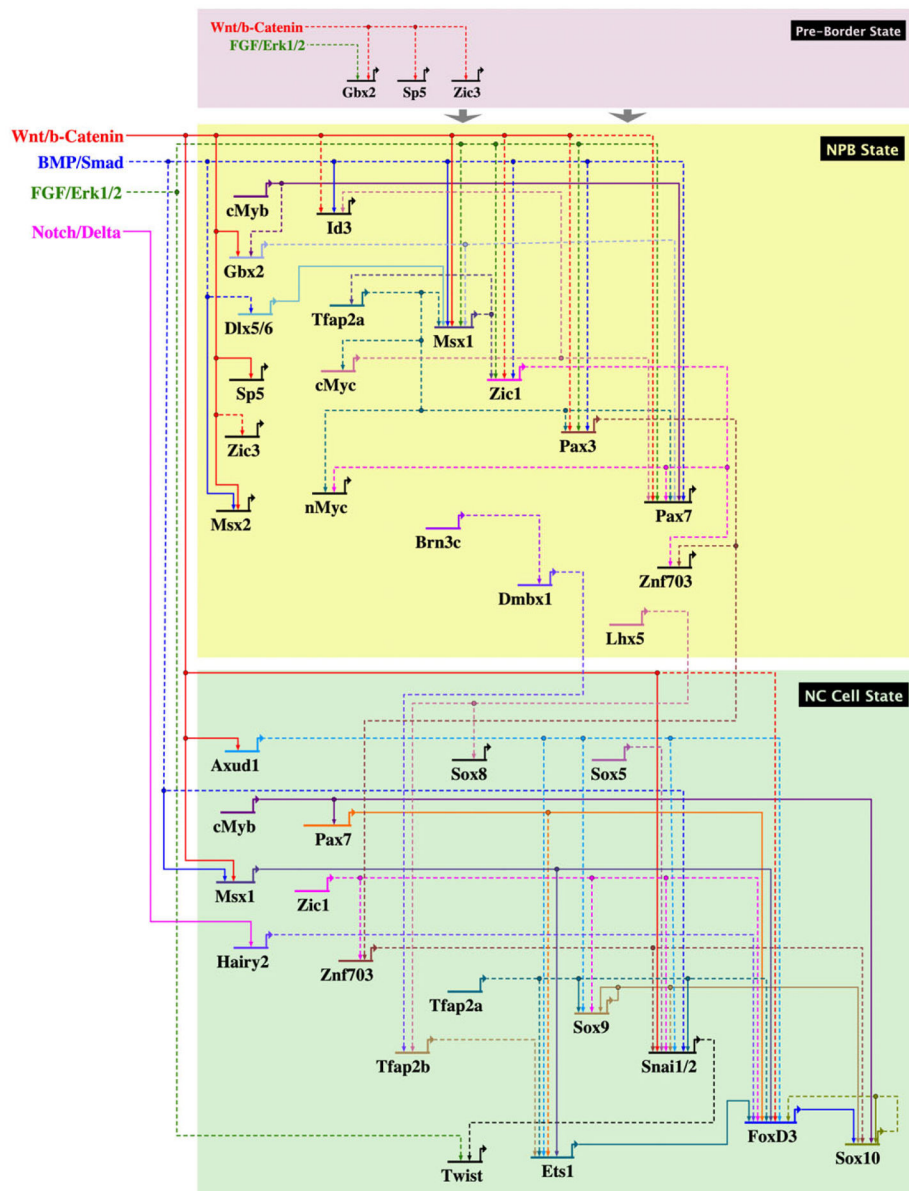 Pre-Border State
Wnt/b-Catenin
FGF/Erk1/2
Gbx2
Sp5
Zic3
Wnt/b-Catenin
BMP/Smad
FGF/Erk1/2
Notch/Delta
NPB State
cMyb
Id3
Gbx2
Dlx5/6
Tfap2a
Msx1
cMyc
Zic1
Sp5
Zic3
Pax3
Msx2
nMyc
Pax7
Brn3c
Znf703
Dmbx1
Lhx5
NC Cell State
Axud1
Sox8
Sox5
cMyb
Pax7
Msx1
Zic1
Hairy2
Znf703
Tfap2a
Sox9
Tfap2b
Snai1/2
FoxD3
Sox10
Twist
Ets1